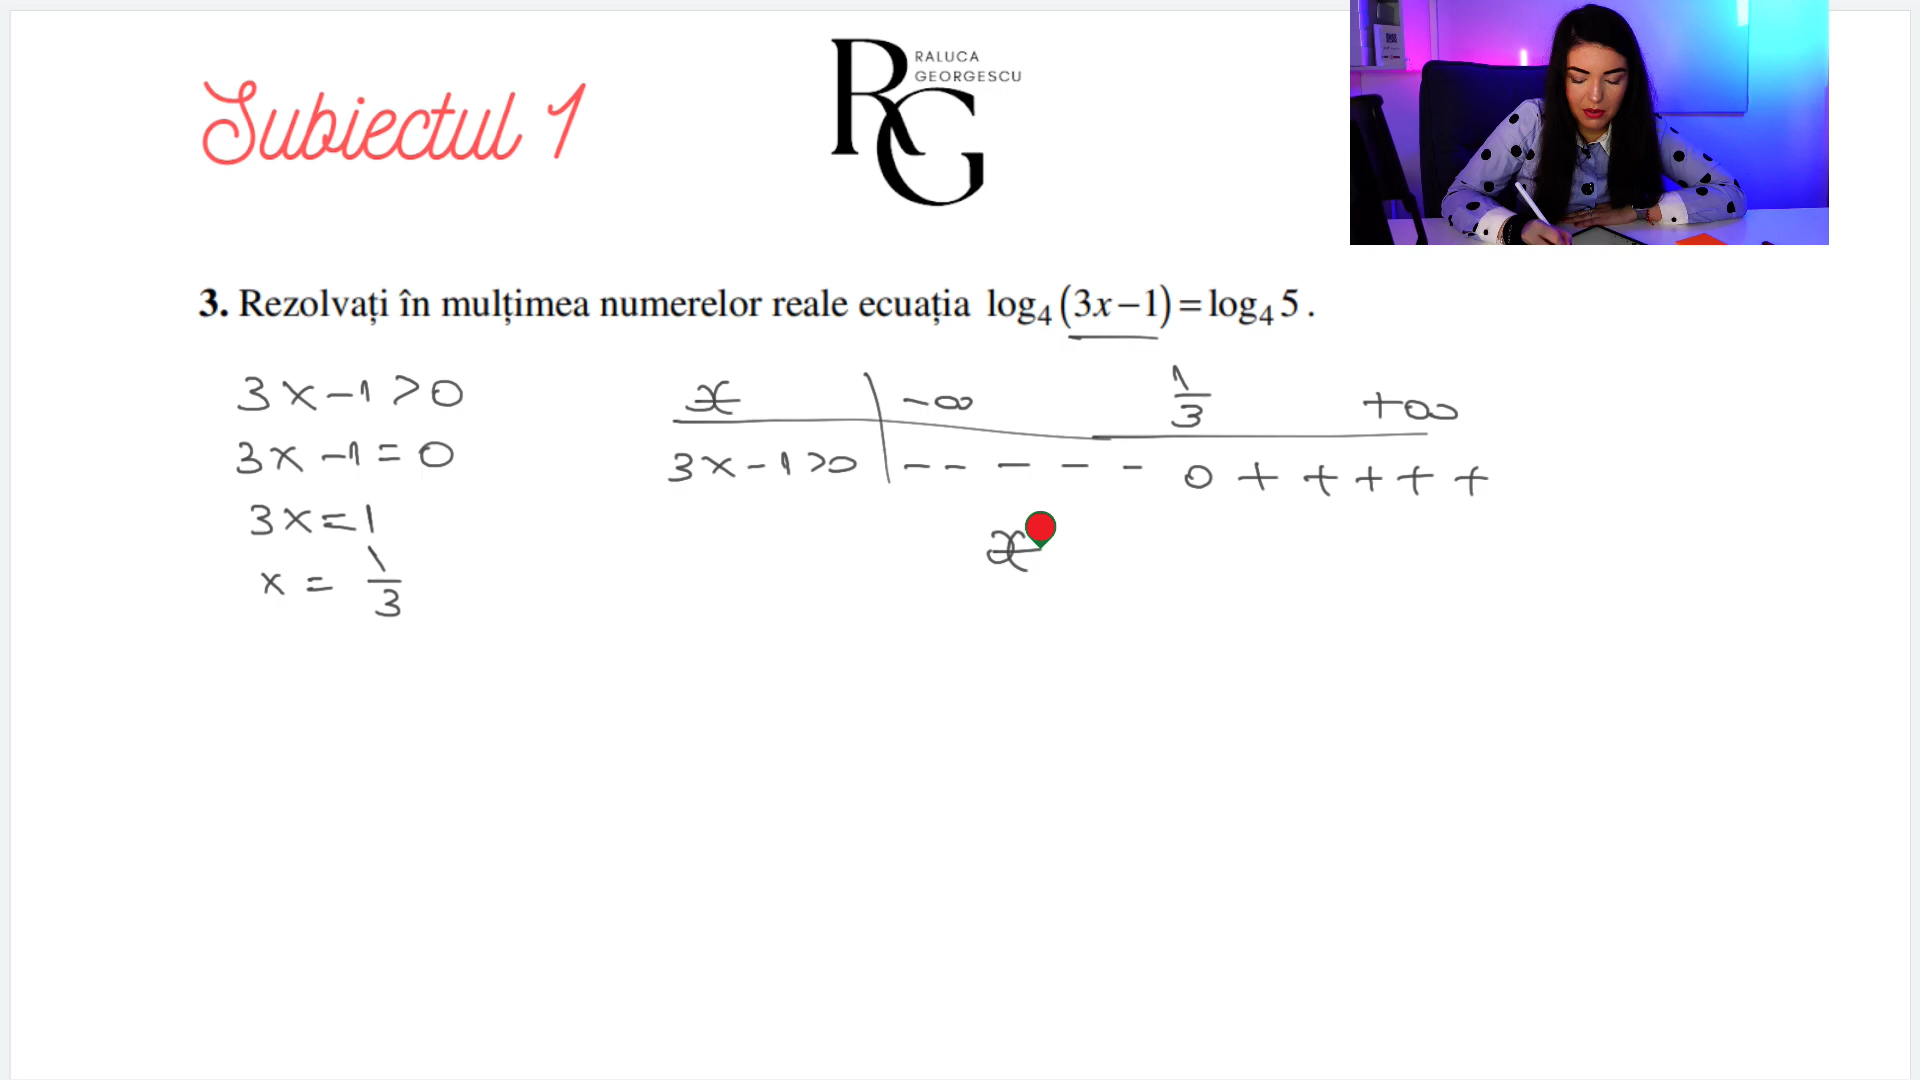 Subiectul 1
RG RALUCA
GEORGESCU
3. Rezolvați în mulțimea numerelor reale ecuația log₄(3x−1)=log₄5.
3x-1>0
3x-1=0
3x=1
x = 1/3
x | -∞ 1/3 +∞
3x-1>0 | - - - - - 0 + + + + +
x